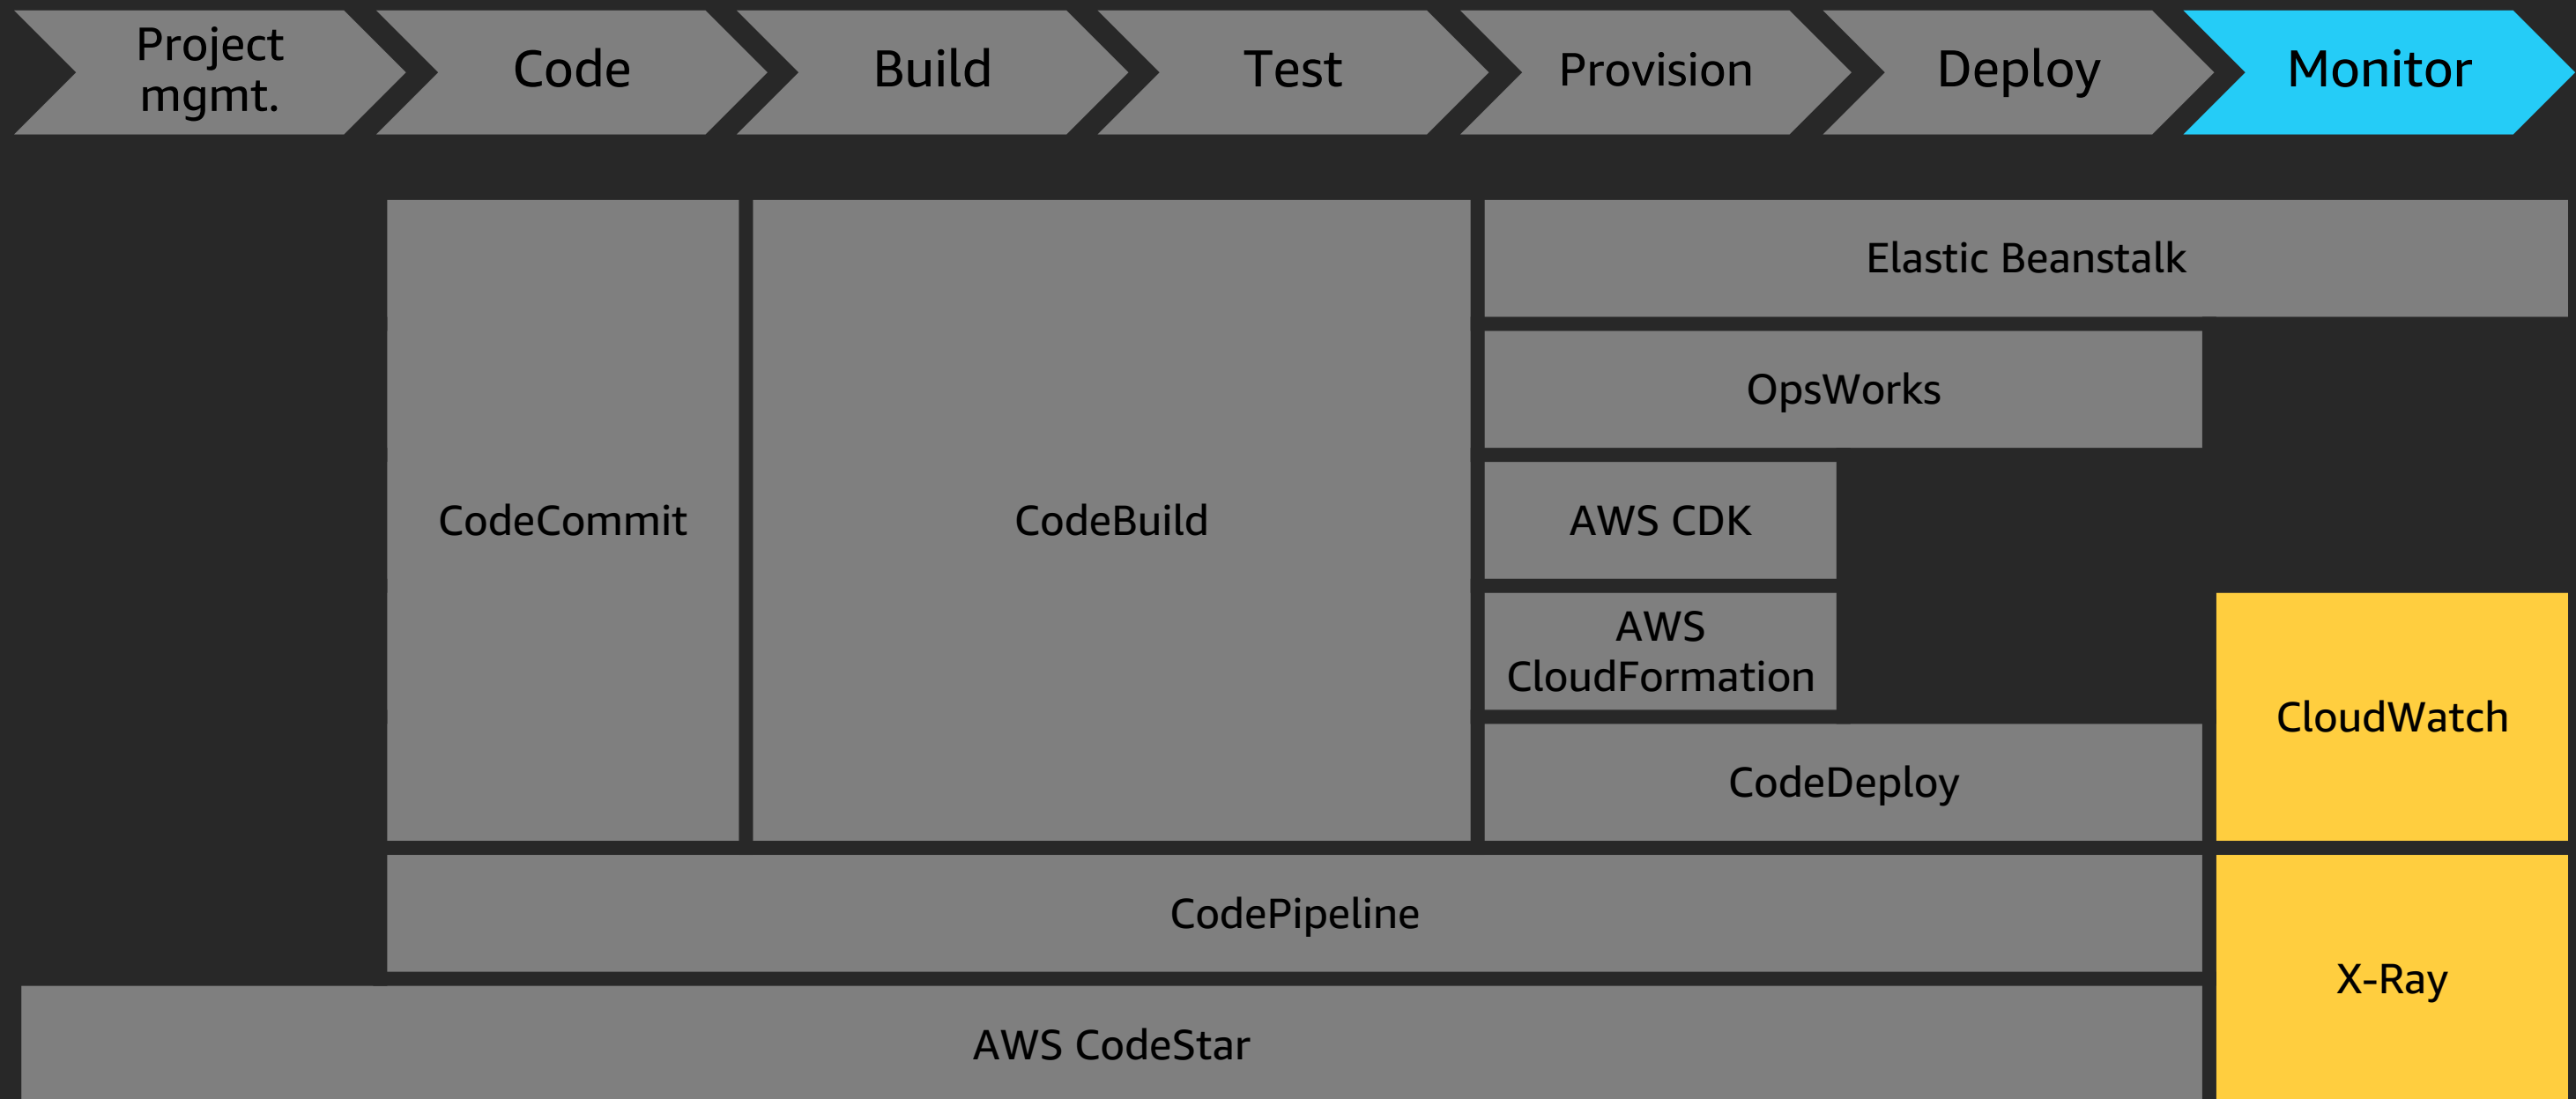 Project
mgmt.
Code
Build
Test
Provision
Deploy
Monitor
Elastic Beanstalk
OpsWorks
CodeCommit
CodeBuild
AWS CDK
AWS
CloudFormation
CloudWatch
CodeDeploy
CodePipeline
X-Ray
AWS CodeStar